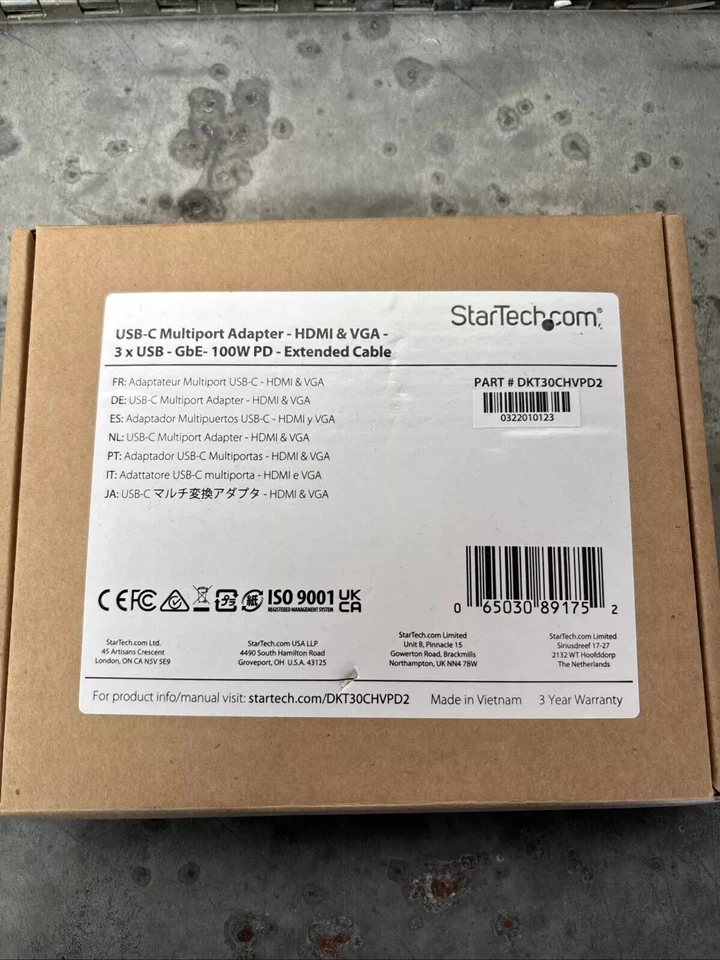 StarTech.com®
USB-C Multiport Adapter - HDMI & VGA -
3 x USB - GbE- 100W PD - Extended Cable
FR: Adaptateur Multiport USB-C - HDMI & VGA
DE: USB-C Multiport Adapter - HDMI & VGA
ES: Adaptador Multipuertos USB-C - HDMI y VGA
NL: USB-C Multiport Adapter - HDMI & VGA
PT: Adaptador USB-C Multiportas - HDMI & VGA
IT: Adattatore USB-C multiporta - HDMI e VGA
JA: USB-C マルチ変換アダプタ - HDMI & VGA
PART # DKT30CHVPD2
0322010123
CE FC プラ 紙 ISO 9001 UK
CA
REGISTERED MANAGEMENT SYSTEM
0 65030 89175 2
StarTech.com Ltd.
45 Artisans Crescent
London, ON CA N5V 5E9
StarTech.com USA LLP
4490 South Hamilton Road
Groveport, OH U.S.A. 43125
StarTech.com Limited
Unit B, Pinnacle 15
Gowerton Road, Brackmills
Northampton, UK NN4 7BW
StarTech.com Limited
Siriusdreef 17-27
2132 WT Hoofddorp
The Netherlands
For product info/manual visit: startech.com/DKT30CHVPD2 Made in Vietnam 3 Year Warranty